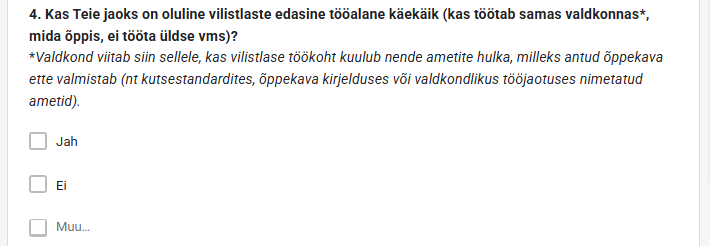 4. Kas Teie jaoks on oluline vilistlaste edasine tööalane käekäik (kas töötab samas valdkonnas*,
mida õppis, ei tööta üldse vms)?
*Valdkond viitab siin sellele, kas vilistlase töökoht kuulub nende ametite hulka, milleks antud õppekava
ette valmistab (nt kutsestandardites, õppekava kirjelduses või valdkondlikus tööjaotuses nimetatud
ametid).
Jah
Ei
Muu...